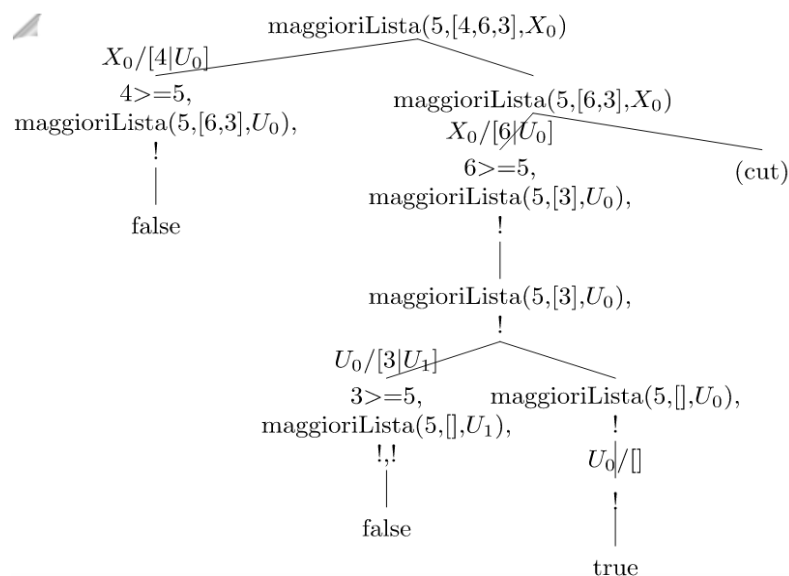 maggioriLista(5,[4,6,3],X₀)
X₀/[4|U₀]
4>=5,
maggioriLista(5,[6,3],U₀),
!
false
maggioriLista(5,[6,3],X₀)
X₀/[6|U₀]
6>=5,
maggioriLista(5,[3],U₀),
!
(cut)
maggioriLista(5,[3],U₀),
!
U₀/[3|U₁]
3>=5,
maggioriLista(5,[],U₁),
!,!
false
maggioriLista(5,[],U₀),
!
U₀/[]
!
true